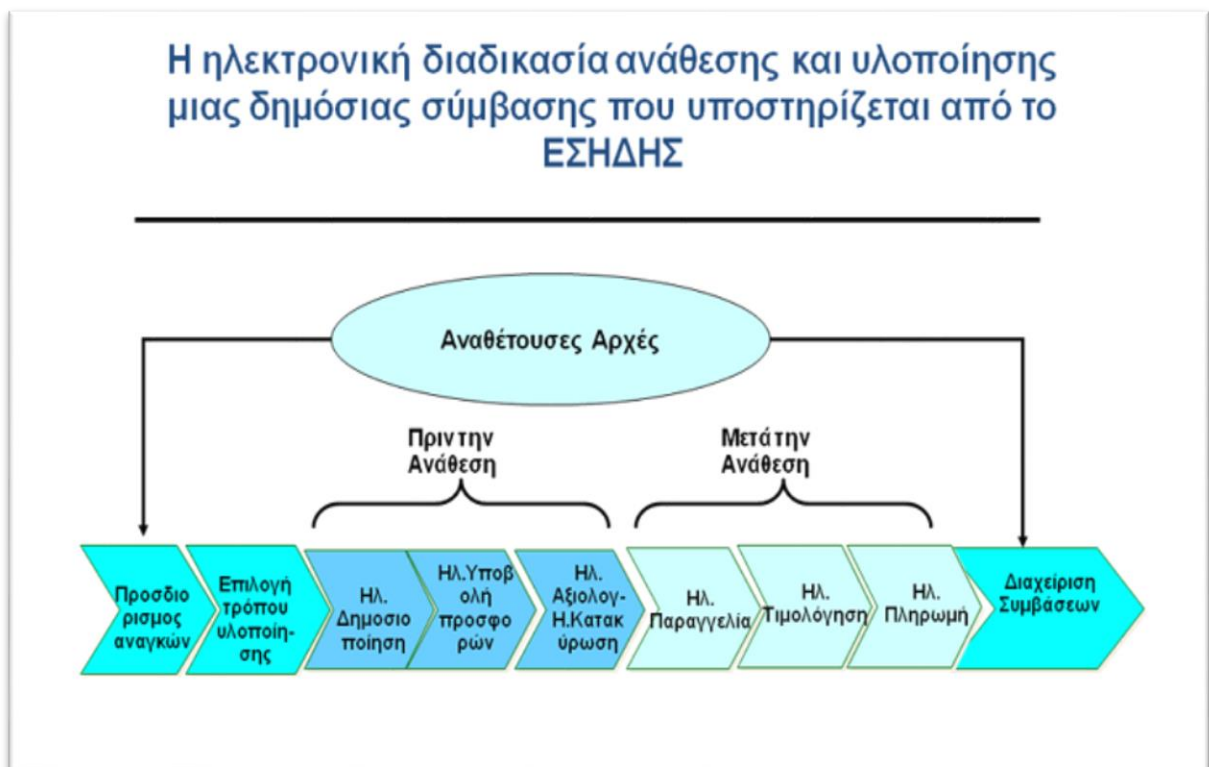 Η ηλεκτρονική διαδικασία ανάθεσης και υλοποίησης
μιας δημόσιας σύμβασης που υποστηρίζεται από το
ΕΣΗΔΗΣ
Αναθέτουσες Αρχές
Πριν την
Ανάθεση
Μετά την
Ανάθεση
Προσδιο
ρισμος
αναγκών
Επιλογή
τρόπου
υλοποίη-
σης
Ηλ.
Δημοσιο
ποίηση
Ηλ.Υποβ
ολή
προσφο
ρών
Ηλ.
Αξιολογ-
Η.Κατακ
ύρωση
Ηλ.
Παραγγελία
Ηλ.
Τιμολόγηση
Ηλ.
Πληρωμή
Διαχείριση
Συμβάσεων